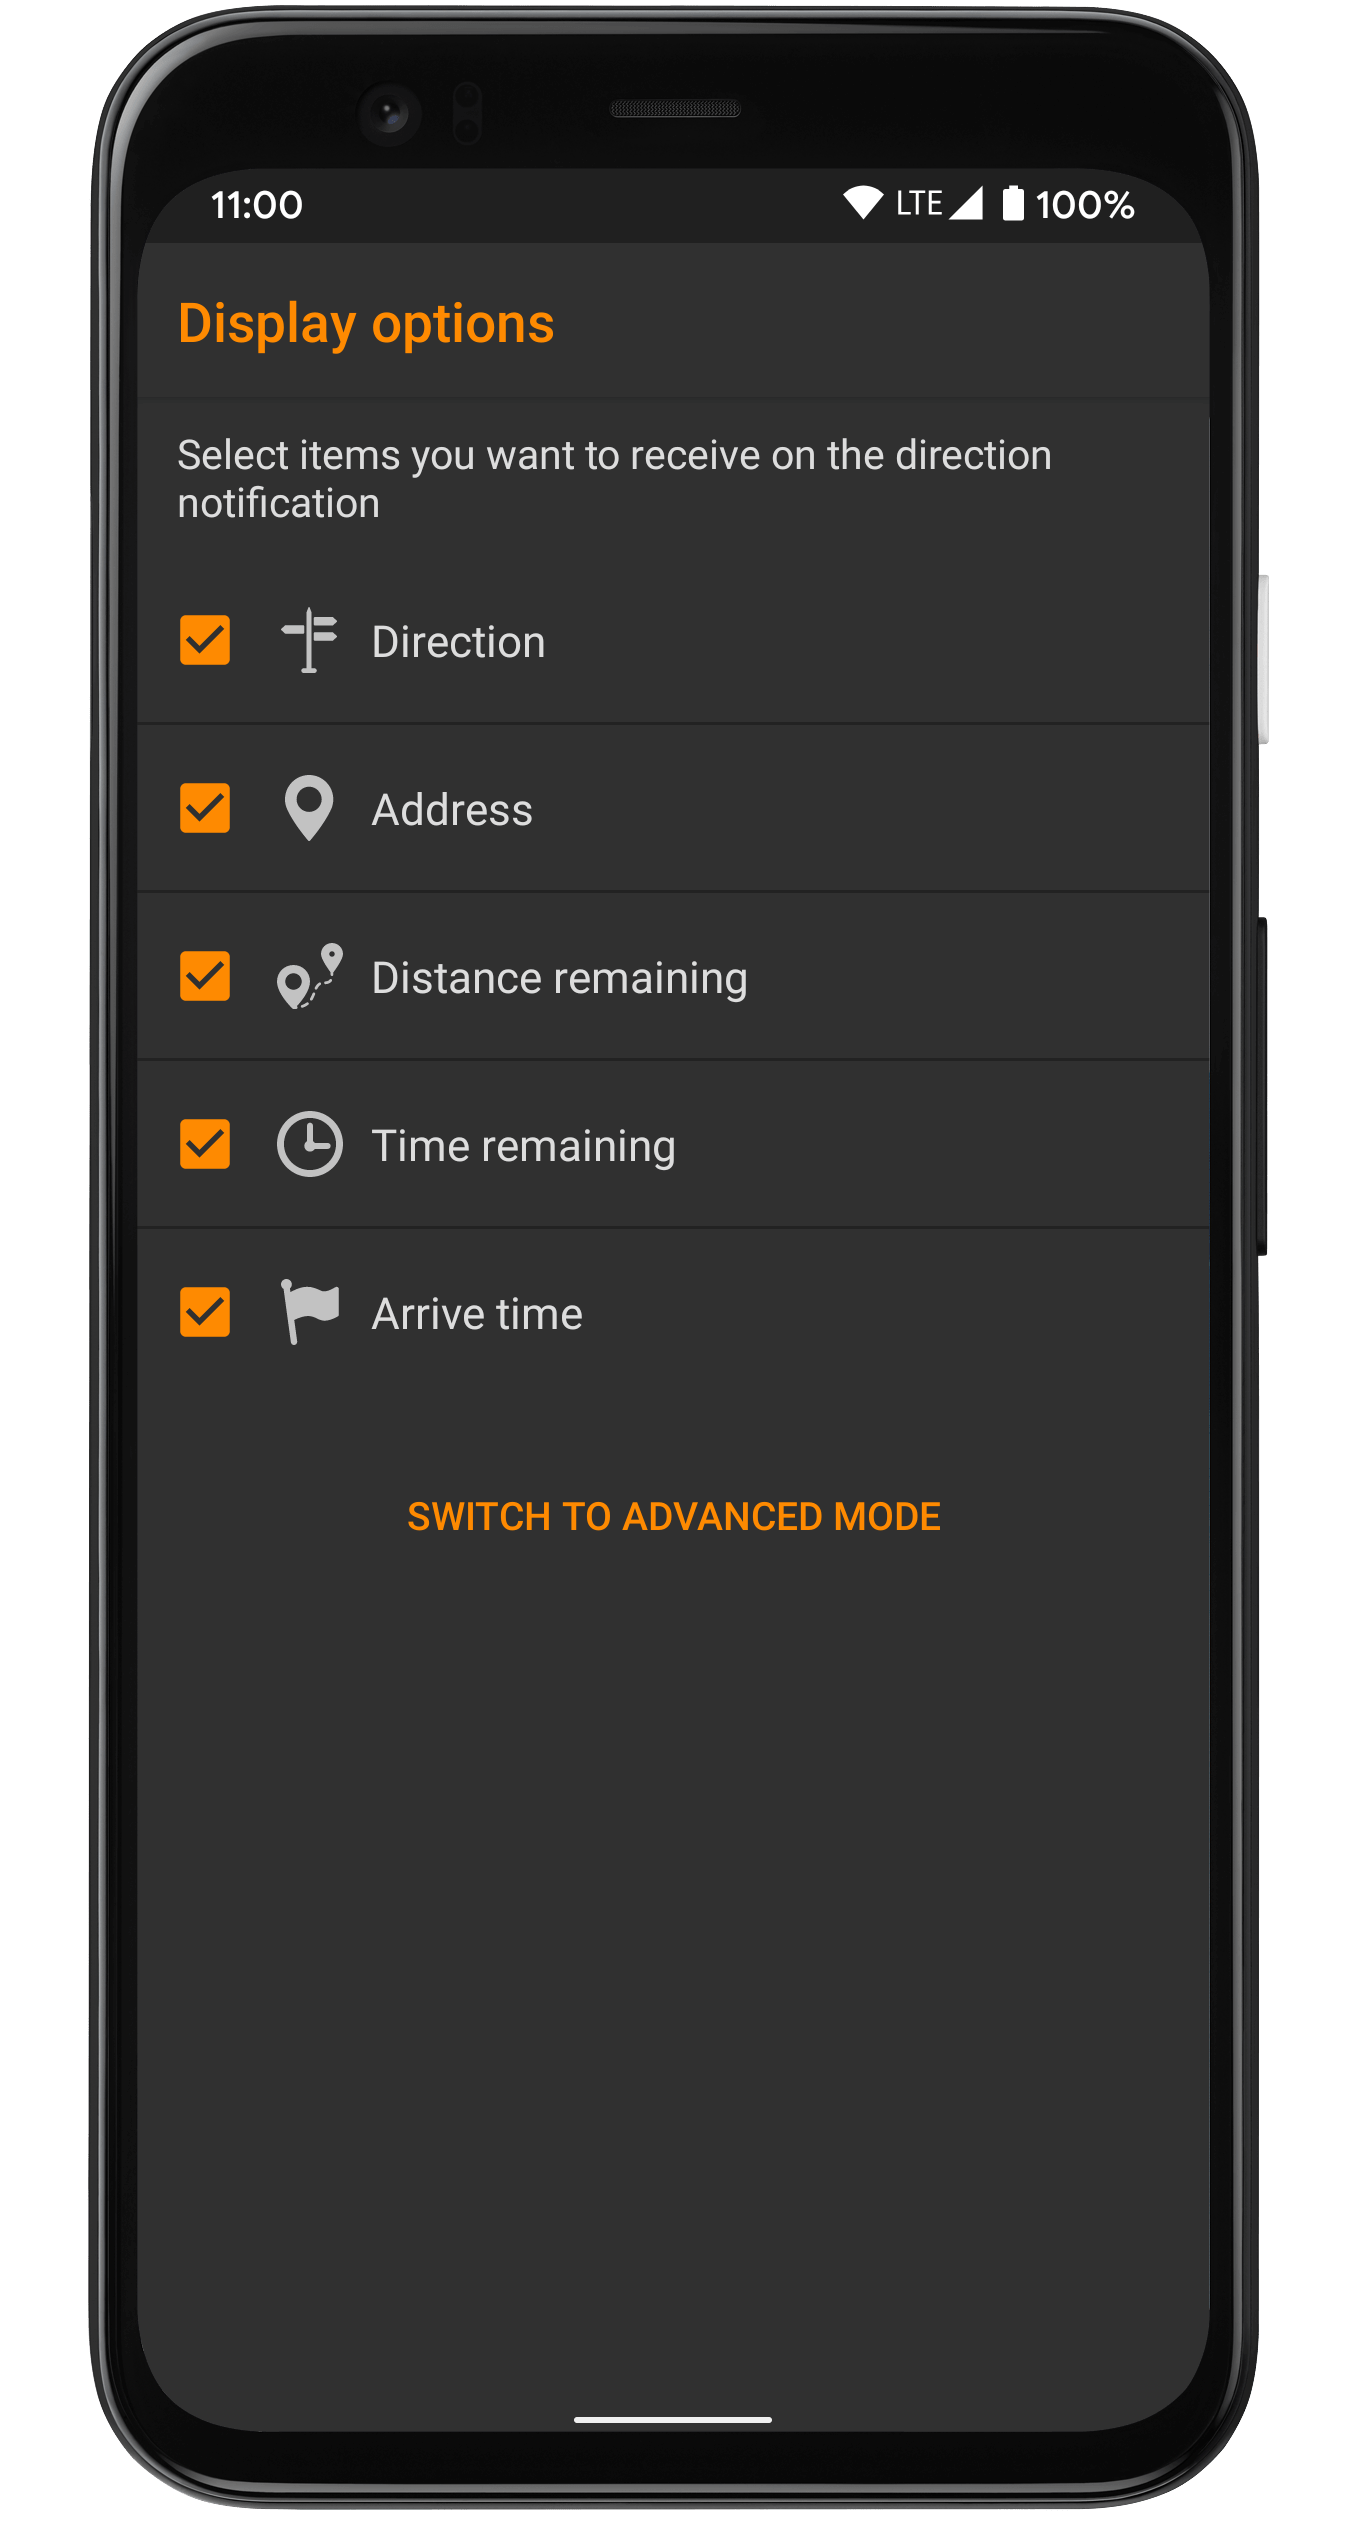 11:00 LTE 100%
Display options
Select items you want to receive on the direction
notification
Direction
Address
Distance remaining
Time remaining
Arrive time
SWITCH TO ADVANCED MODE